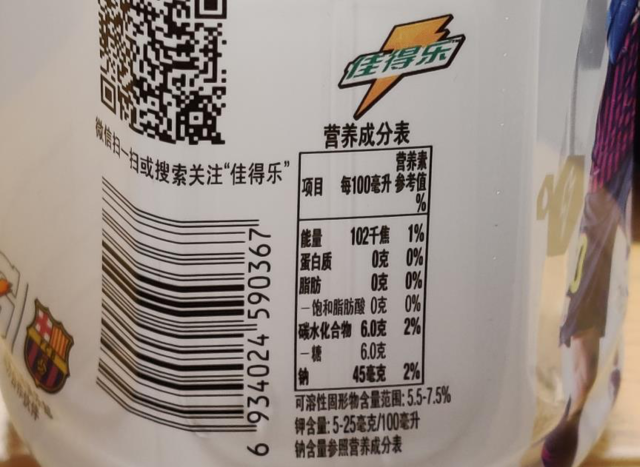 佳得乐
微信扫一扫或搜索关注“佳得乐”
6 934024 590367
营养成分表
项目 每100毫升 营养素参考值%
能量 102千焦 1%
蛋白质 0克 0%
脂肪 0克 0%
—饱和脂肪酸 0克 0%
碳水化合物 6.0克 2%
—糖 6.0克
钠 45毫克 2%
可溶性固形物含量范围: 5.5-7.5%
钾含量: 5-25毫克/100毫升
钠含量参照营养成分表